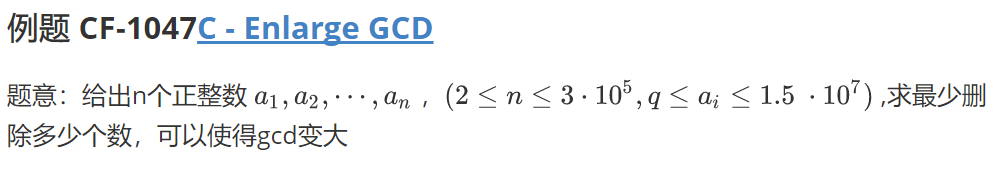 例题 CF-1047C - Enlarge GCD
题意：给出n个正整数 a₁, a₂, ⋯, aₙ ，(2 ≤ n ≤ 3 · 10⁵, q ≤ aᵢ ≤ 1.5 · 10⁷) ,求最少删
除多少个数，可以使得gcd变大